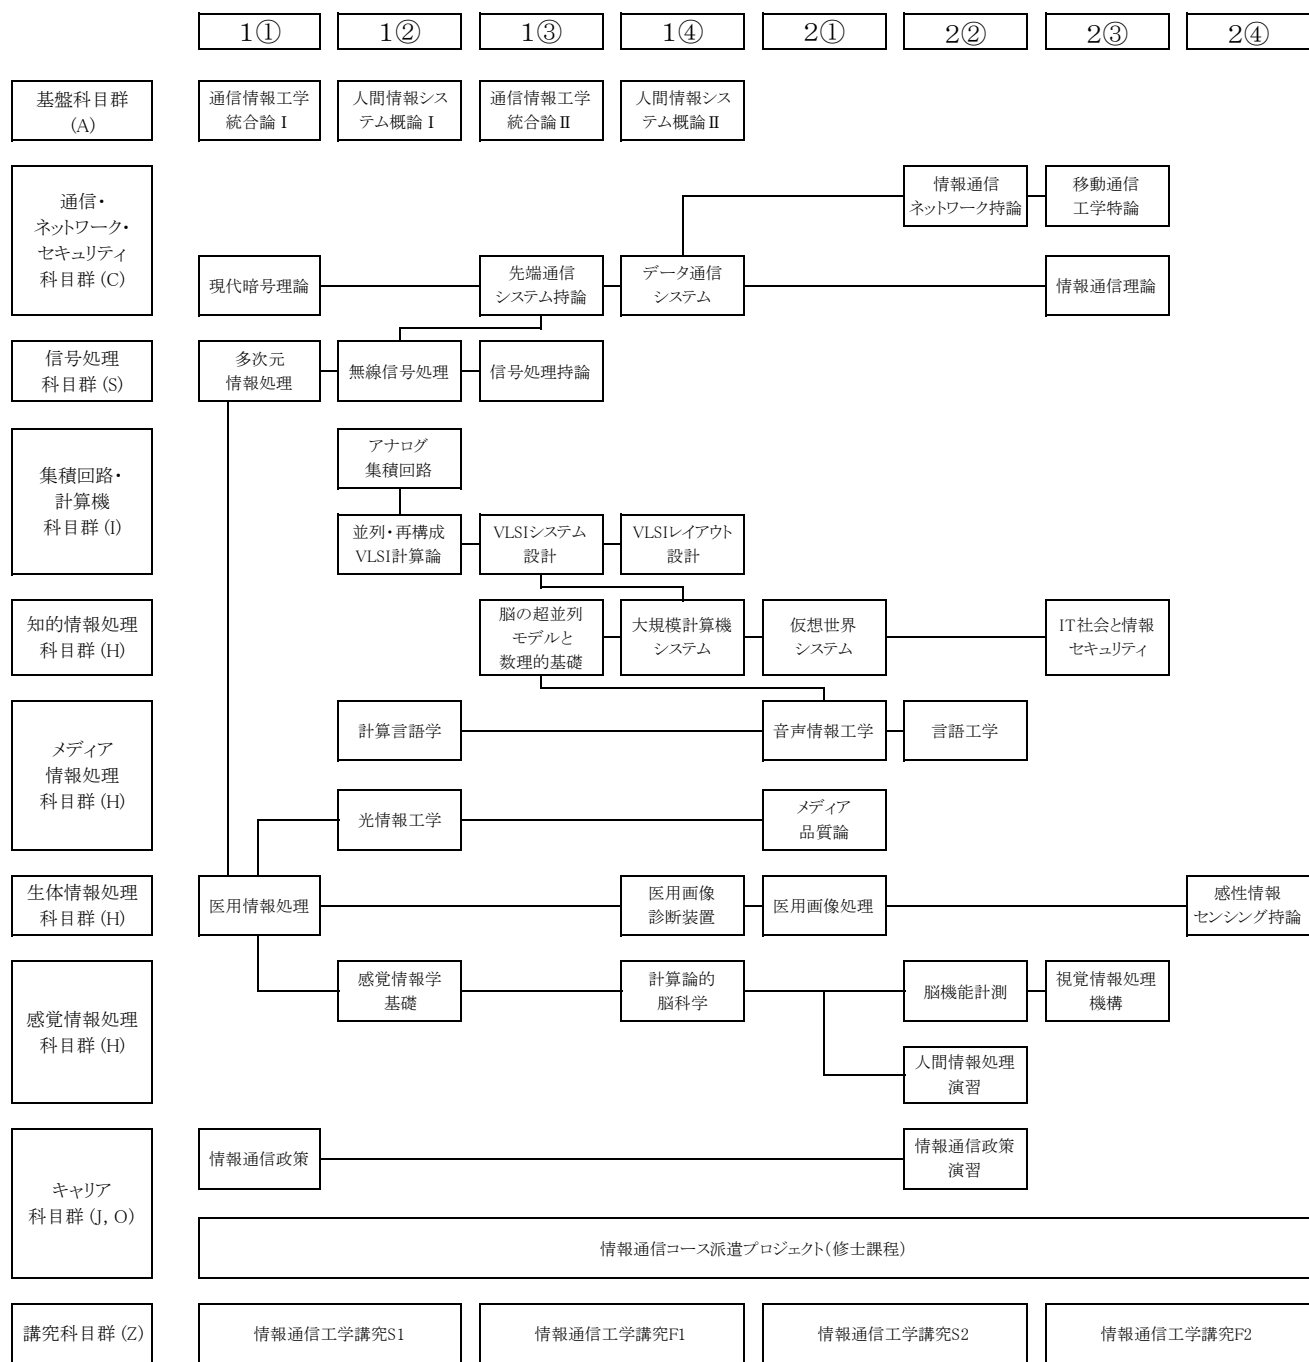 1① 1② 1③ 1④ 2① 2② 2③ 2④
基盤科目群
(A)
通信情報工学
統合論Ⅰ
人間情報シス
テム概論Ⅰ
通信情報工学
統合論Ⅱ
人間情報シス
テム概論Ⅱ
通信・
ネットワーク・
セキュリティ
科目群(C)
情報通信
ネットワーク持論
移動通信
工学特論
現代暗号理論
先端通信
システム持論
データ通信
システム
情報通信理論
信号処理
科目群(S)
多次元
情報処理
無線信号処理
信号処理持論
集積回路・
計算機
科目群(I)
アナログ
集積回路
並列・再構成
VLSI計算論
VLSIシステム
設計
VLSIレイアウト
設計
知的情報処理
科目群(H)
脳の超並列
モデルと
数理的基礎
大規模計算機
システム
仮想世界
システム
IT社会と情報
セキュリティ
メディア
情報処理
科目群(H)
計算言語学
音声情報工学
言語工学
光情報工学
メディア
品質論
生体情報処理
科目群(H)
医用情報処理
医用画像
診断装置
医用画像処理
感性情報
センシング持論
感覚情報処理
科目群(H)
感覚情報学
基礎
計算論的
脳科学
脳機能計測
視覚情報処理
機構
人間情報処理
演習
キャリア
科目群(J, O)
情報通信政策
情報通信政策
演習
情報通信コース派遣プロジェクト(修士課程)
講究科目群(Z)
情報通信工学講究S1
情報通信工学講究F1
情報通信工学講究S2
情報通信工学講究F2